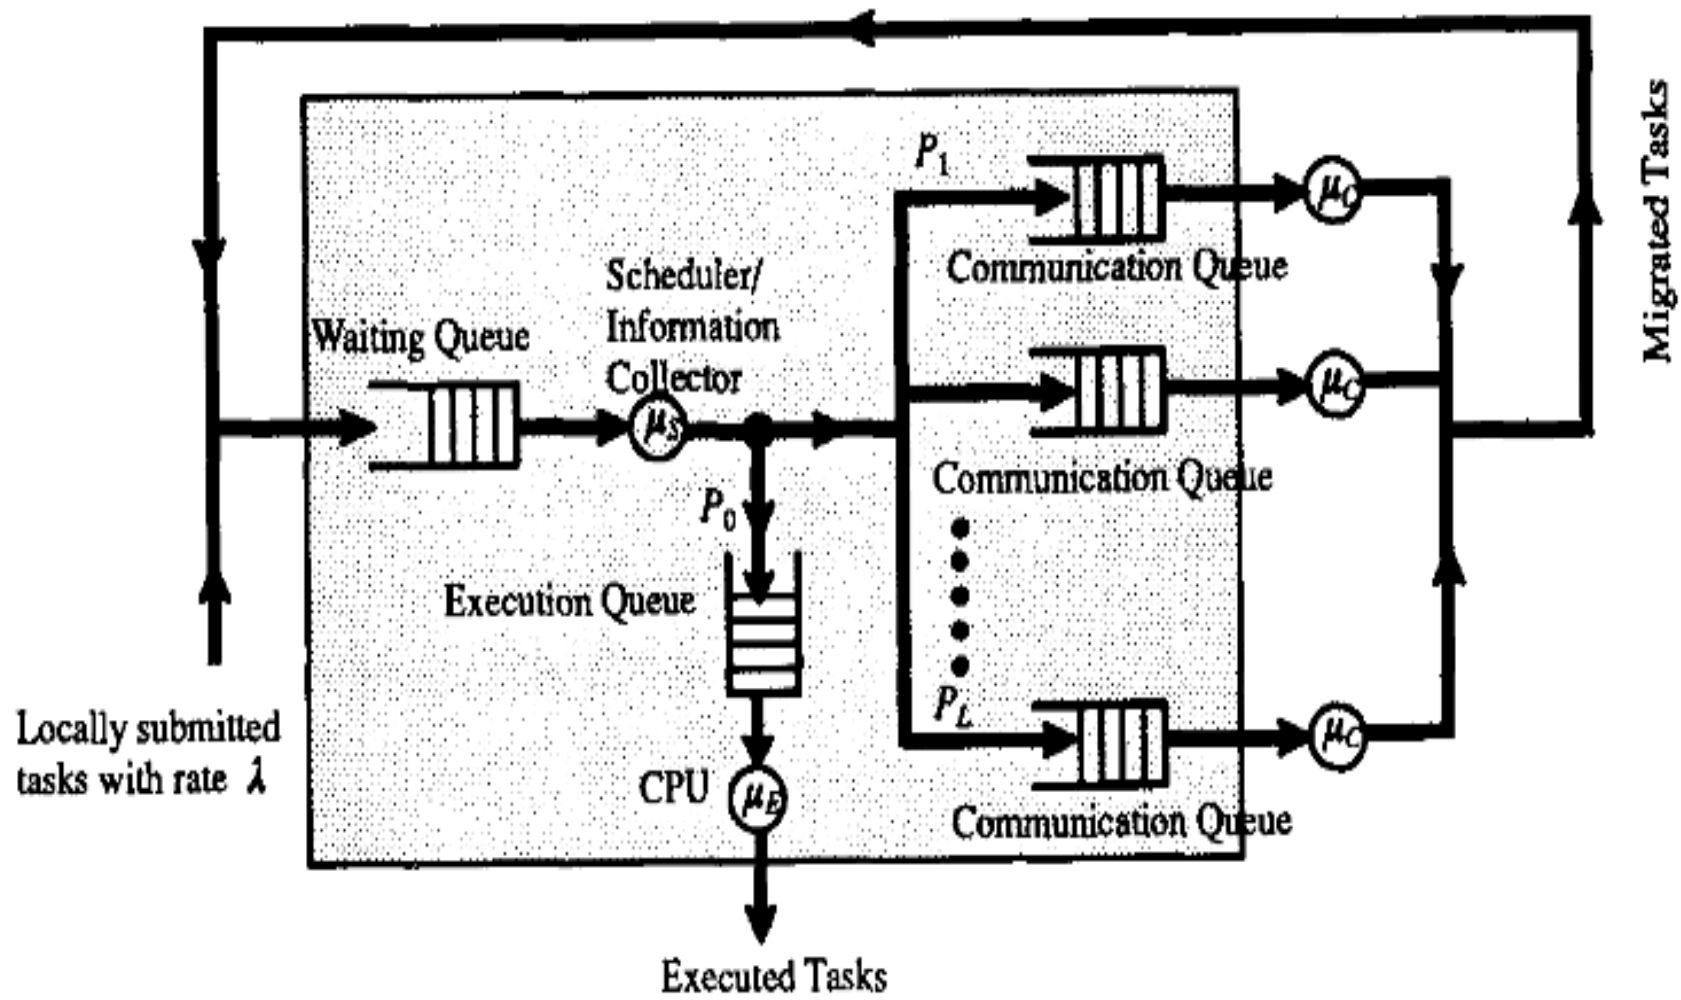 P1
μC
Migrated Tasks
Communication Queue
Scheduler/
Information
Collector
Waiting Queue
μS
μC
Communication Queue
P0
Execution Queue
PL
μC
Locally submitted
tasks with rate λ
CPU
μE
Communication Queue
Executed Tasks